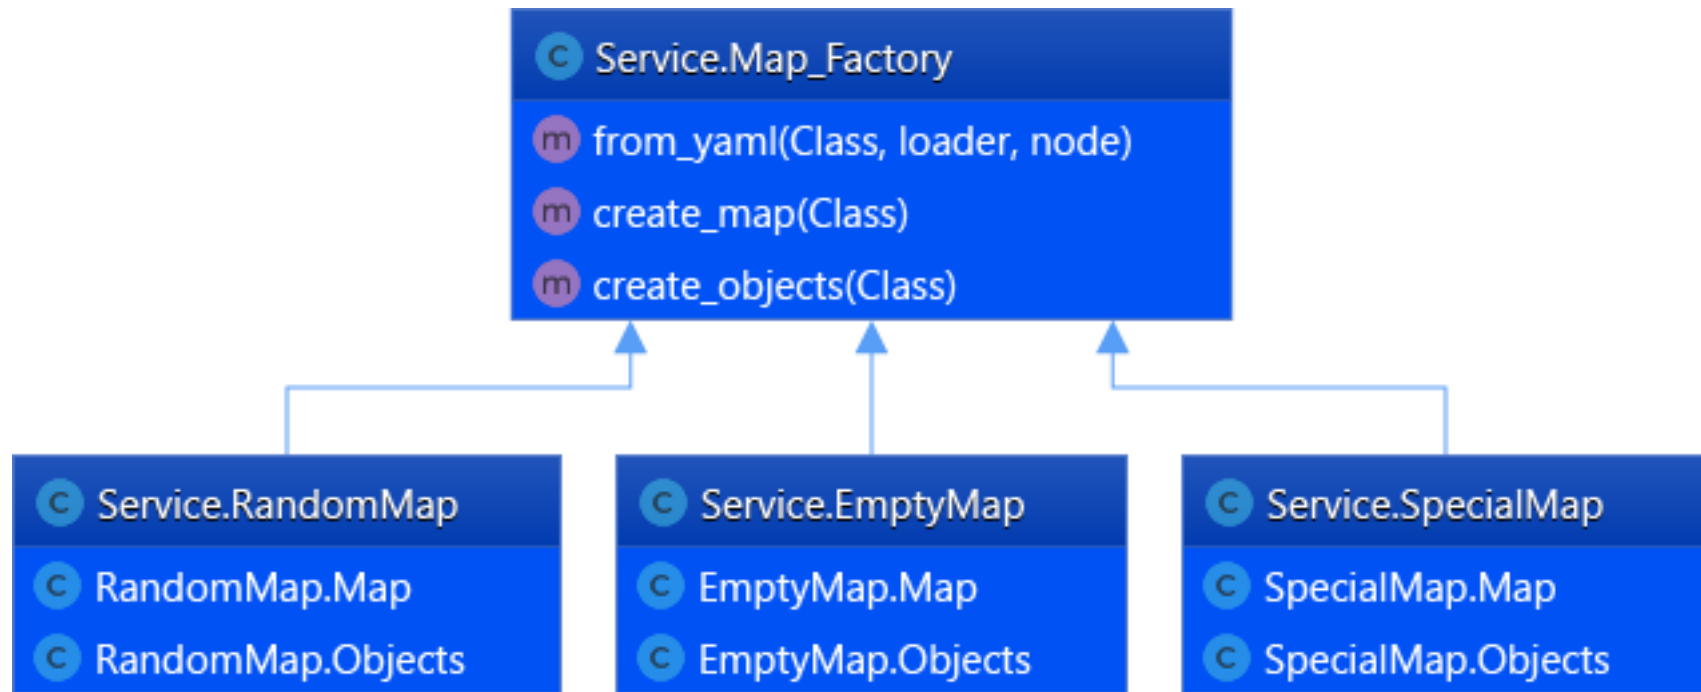 C Service.Map_Factory
m from_yaml(Class, loader, node)
m create_map(Class)
m create_objects(Class)
C Service.RandomMap
C RandomMap.Map
C RandomMap.Objects
C Service.EmptyMap
C EmptyMap.Map
C EmptyMap.Objects
C Service.SpecialMap
C SpecialMap.Map
C SpecialMap.Objects